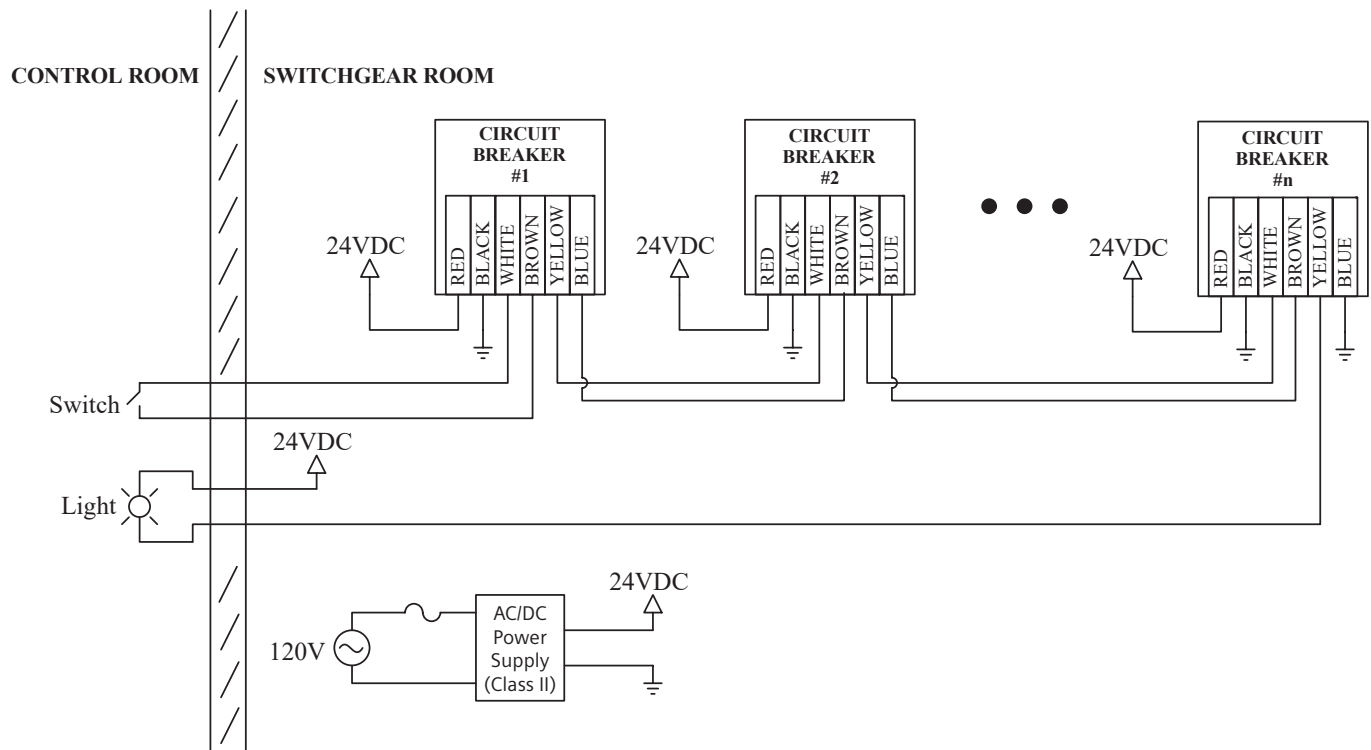 CONTROL ROOM
SWITCHGEAR ROOM
CIRCUIT
BREAKER
#1
RED
BLACK
WHITE
BROWN
YELLOW
BLUE
24VDC
CIRCUIT
BREAKER
#2
RED
BLACK
WHITE
BROWN
YELLOW
BLUE
24VDC
CIRCUIT
BREAKER
#n
RED
BLACK
WHITE
BROWN
YELLOW
BLUE
24VDC
Switch
24VDC
Light
24VDC
120V
AC/DC
Power
Supply
(Class II)